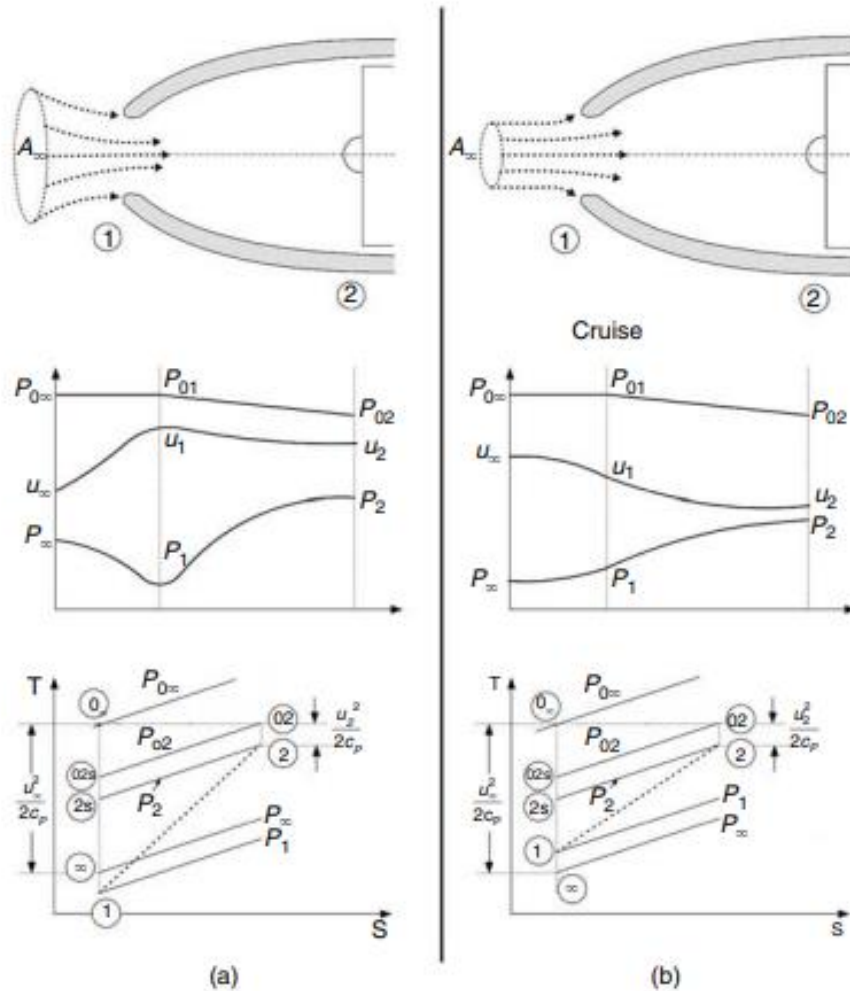 A∞
1
2
P0∞
P01
P02
u∞
u1
u2
P∞
P1
P2
T
0∞
P0∞
02
u2²/2cp
Po2
02s
2
u∞²/2cp
2s
P2
∞
P∞
P1
1
S
(a)
A∞
1
2
Cruise
P0∞
P01
P02
u∞
u1
u2
P2
P∞
P1
T
0∞
P0∞
02
u2²/2cp
P02
02s
2
u∞²/2cp
2s
P2
P1
1
P∞
∞
S
(b)